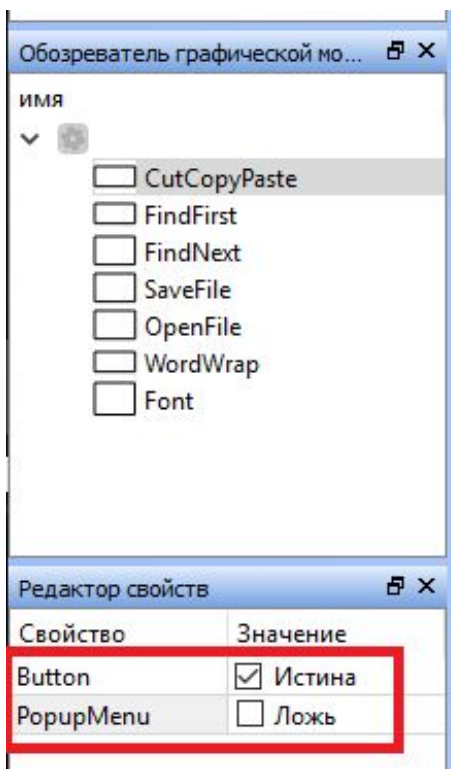 Обозреватель графической мо...
имя
CutCopyPaste
FindFirst
FindNext
SaveFile
OpenFile
WordWrap
Font
Редактор свойств
Свойство Значение
Button Истина
PopupMenu Ложь